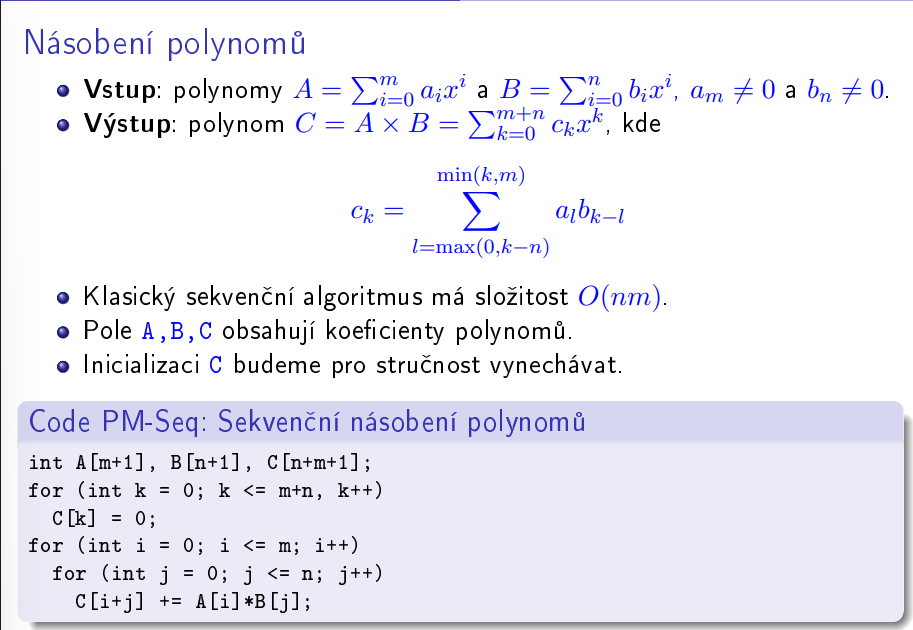 Násobení polynomů
Vstup: polynomy $A = \sum_{i=0}^{m} a_i x^i$ a $B = \sum_{i=0}^{n} b_i x^i$, $a_m \neq 0$ a $b_n \neq 0$.
Výstup: polynom $C = A \times B = \sum_{k=0}^{m+n} c_k x^k$, kde
$c_k = \sum_{l=\max(0,k-n)}^{\min(k,m)} a_l b_{k-l}$
Klasický sekvenční algoritmus má složitost $O(nm)$.
Pole A,B,C obsahují koeficienty polynomů.
Inicializaci C budeme pro stručnost vynechávat.
Code PM-Seq: Sekvenční násobení polynomů
int A[m+1], B[n+1], C[n+m+1];
for (int k = 0; k <= m+n, k++)
C[k] = 0;
for (int i = 0; i <= m; i++)
for (int j = 0; j <= n; j++)
C[i+j] += A[i]*B[j];